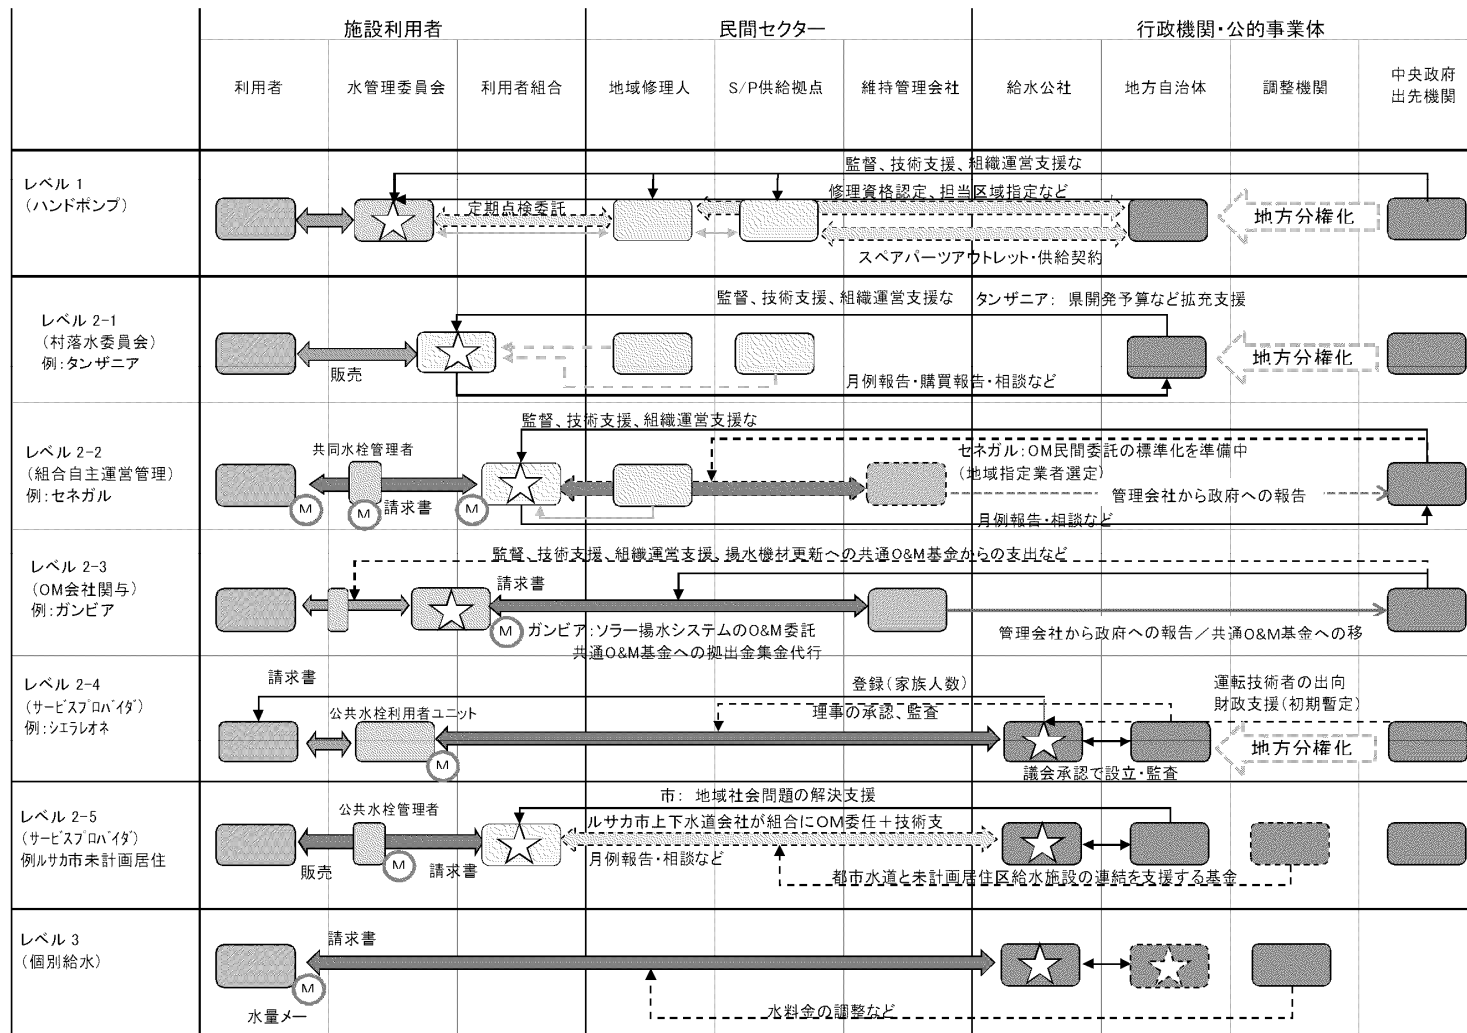 施設利用者
民間セクター
行政機関・公的事業体
利用者
水管理委員会
利用者組合
地域修理人
S/P供給拠点
維持管理会社
給水公社
地方自治体
調整機関
中央政府
出先機関
レベル 1
(ハンドポンプ)
監督、技術支援、組織運営支援な
修理資格認定、担当区域指定など
定期点検委託
地方分権化
スペアパーツアウトレット・供給契約
レベル 2-1
(村落水委員会)
例:タンザニア
監督、技術支援、組織運営支援な
タンザニア: 県開発予算など拡充支援
販売
地方分権化
月例報告・購買報告・相談など
レベル 2-2
(組合自主運営管理)
例:セネガル
監督、技術支援、組織運営支援な
共同水栓管理者
セネガル:OM民間委託の標準化を準備中
(地域指定業者選定)
請求書
M
M
M
管理会社から政府への報告
月例報告・相談など
レベル 2-3
(OM会社関与)
例:ガンビア
監督、技術支援、組織運営支援、揚水機材更新への共通O&M基金からの支出など
請求書
M
ガンビア:ソラー揚水システムのO&M委託
共通O&M基金への拠出金集金代行
管理会社から政府への報告/共通O&M基金への移
レベル 2-4
(サービスプロバイダ)
例:シエラレオネ
請求書
公共水栓利用者ユニット
M
登録(家族人数)
理事の承認、監査
運転技術者の出向
財政支援(初期暫定)
地方分権化
議会承認で設立・監査
レベル 2-5
(サービスプロバイダ)
例ルサカ市未計画居住
公共水栓管理者
市: 地域社会問題の解決支援
ルサカ市上下水道会社が組合にOM委任+技術支
販売
M
請求書
月例報告・相談など
都市水道と未計画居住区給水施設の連結を支援する基金
レベル 3
(個別給水)
請求書
M
水量メー
水料金の調整など